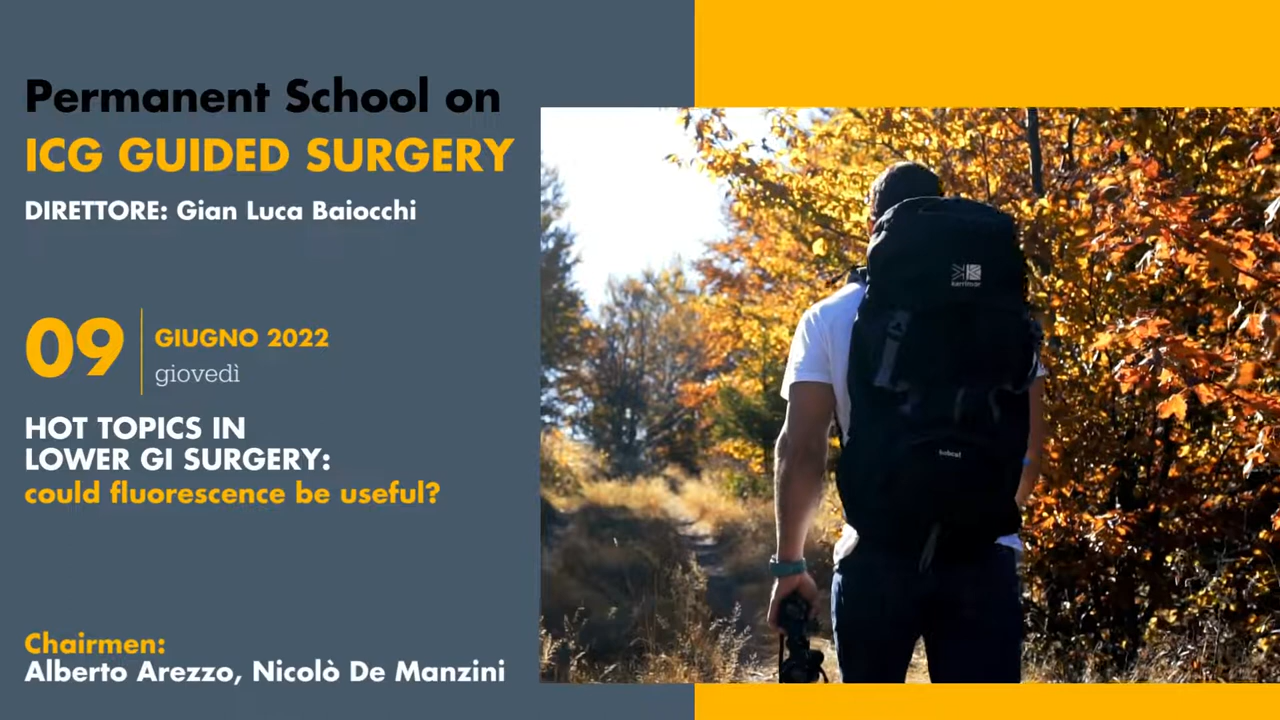 Permanent School on
ICG GUIDED SURGERY
DIRETTORE: Gian Luca Baiocchi
09
GIUGNO 2022
giovedì
HOT TOPICS IN
LOWER GI SURGERY:
could fluorescence be useful?
Chairmen:
Alberto Arezzo, Nicolò De Manzini
karrimor
bobcat